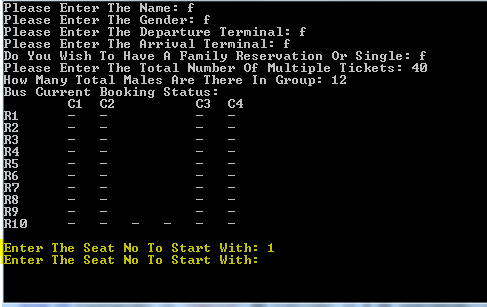 Please Enter The Name: f
Please Enter The Gender: f
Please Enter The Departure Terminal: f
Please Enter The Arrival Terminal: f
Do You Wish To Have A Family Reservation Or Single: f
Please Enter The Total Number Of Multiple Tickets: 40
How Many Total Males Are There In Group: 12
Bus Current Booking Status:
C1 C2 C3 C4
R1 - - - -
R2 - - - -
R3 - - - -
R4 - - - -
R5 - - - -
R6 - - - -
R7 - - - -
R8 - - - -
R9 - - - -
R10 - - - - - -
Enter The Seat No To Start With: 1
Enter The Seat No To Start With: